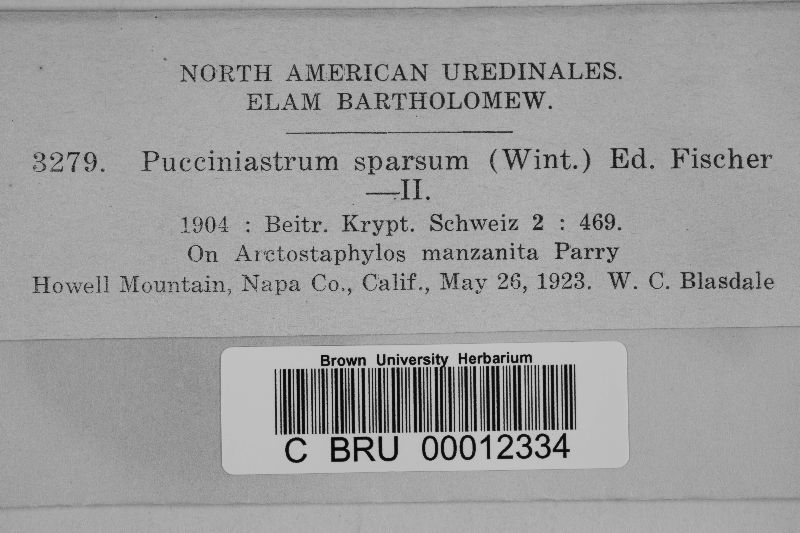 NORTH AMERICAN UREDINALES.
ELAM BARTHOLOMEW.
3279. Pucciniastrum sparsum (Wint.) Ed. Fischer
—II.
1904 : Beitr. Krypt. Schweiz 2 : 469.
On Arctostaphylos manzanita Parry
Howell Mountain, Napa Co., Calif., May 26, 1923. W. C. Blasdale
Brown University Herbarium
C BRU 00012334